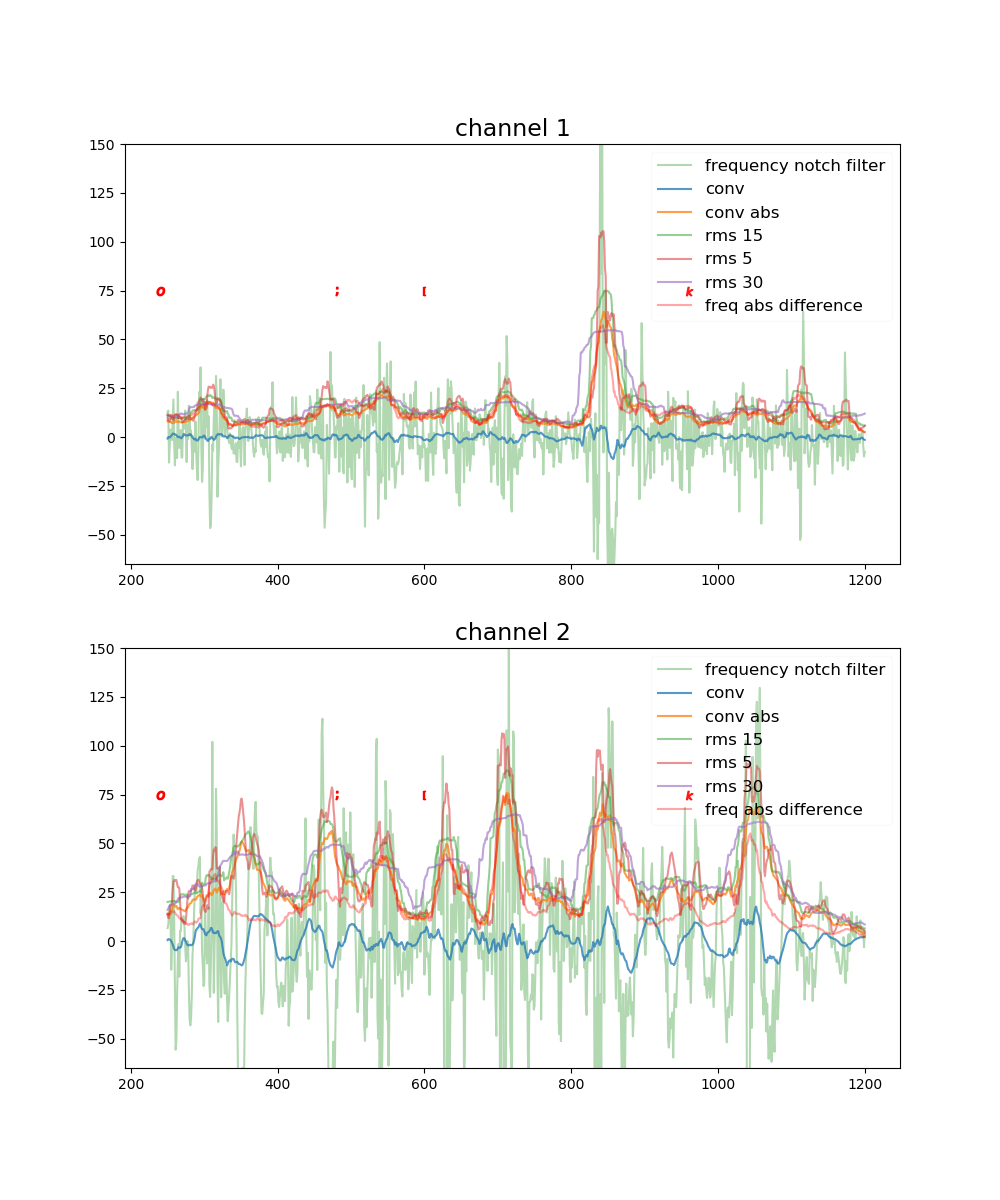 channel 1
150
125
100
75
50
25
0
−25
−50
frequency notch filter
conv
conv abs
rms 15
rms 5
rms 30
freq abs difference
o ; [ k
200 400 600 800 1000 1200
channel 2
150
125
100
75
50
25
0
−25
−50
frequency notch filter
conv
conv abs
rms 15
rms 5
rms 30
freq abs difference
o ; [ k
200 400 600 800 1000 1200